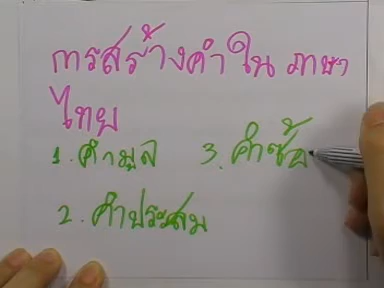 การสร้างคำใน ภาษา
ไทย
1. คำมูล 3. คำซ้อ
2. คำประสม